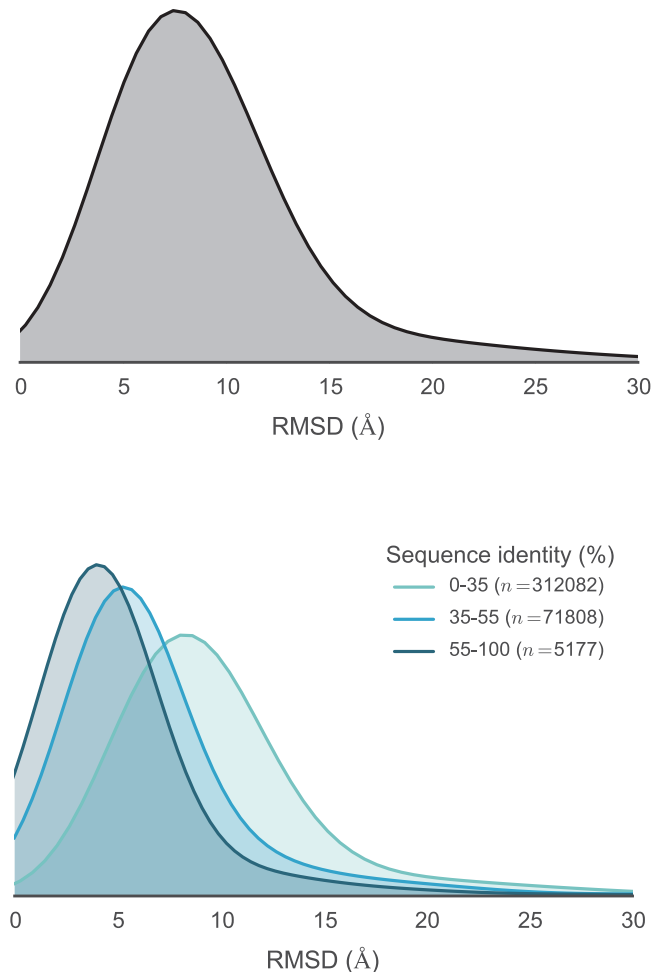 0 5 10 15 20 25 30
RMSD (Å)
Sequence identity (%)
0-35 (n=312082)
35-55 (n=71808)
55-100 (n=5177)
0 5 10 15 20 25 30
RMSD (Å)